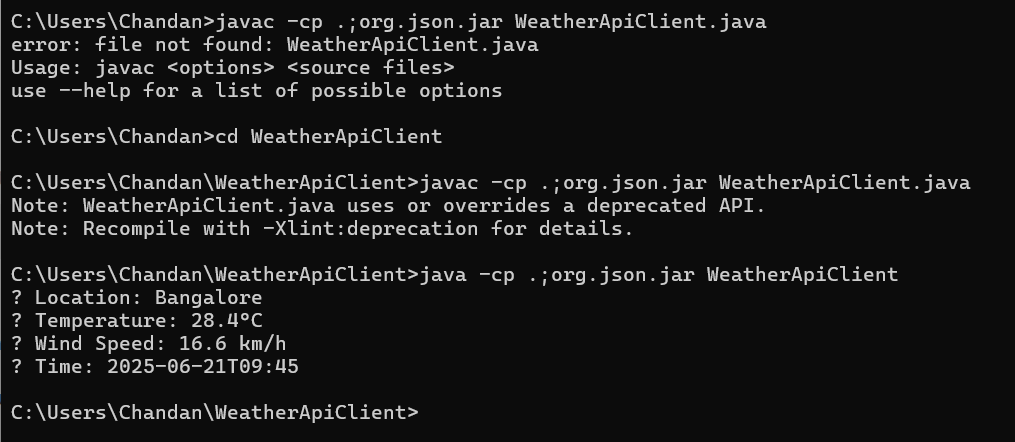 C:\Users\Chandan>javac -cp .;org.json.jar WeatherApiClient.java
error: file not found: WeatherApiClient.java
Usage: javac <options> <source files>
use --help for a list of possible options
C:\Users\Chandan>cd WeatherApiClient
C:\Users\Chandan\WeatherApiClient>javac -cp .;org.json.jar WeatherApiClient.java
Note: WeatherApiClient.java uses or overrides a deprecated API.
Note: Recompile with -Xlint:deprecation for details.
C:\Users\Chandan\WeatherApiClient>java -cp .;org.json.jar WeatherApiClient
? Location: Bangalore
? Temperature: 28.4°C
? Wind Speed: 16.6 km/h
? Time: 2025-06-21T09:45
C:\Users\Chandan\WeatherApiClient>